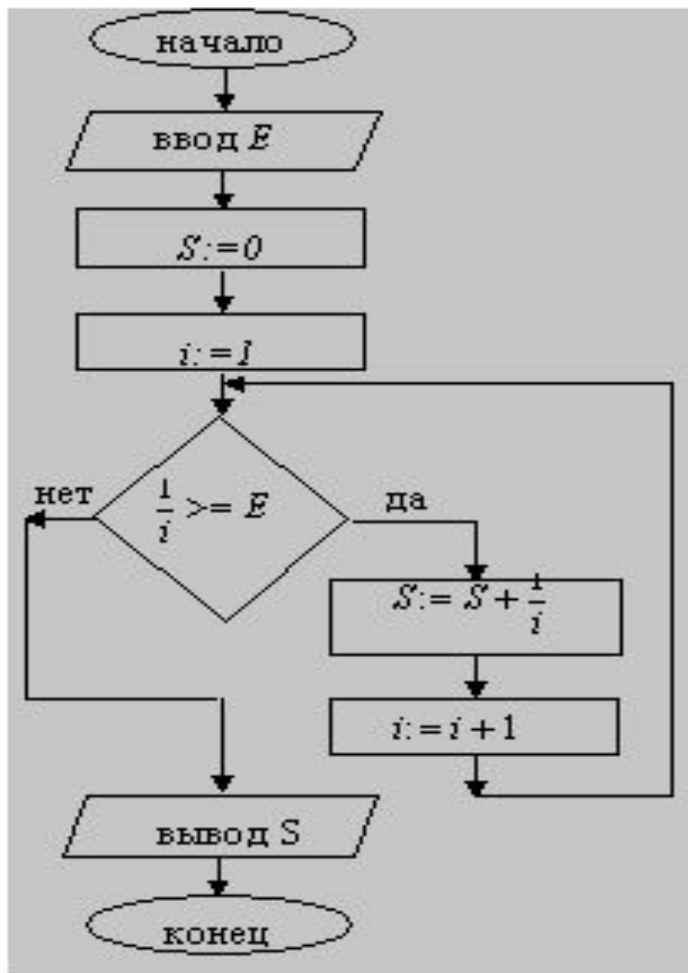 начало
ввод E
S:=0
i:=1
нет
1/i >= E
да
S:= S + 1/i
i:= i + 1
вывод S
конец